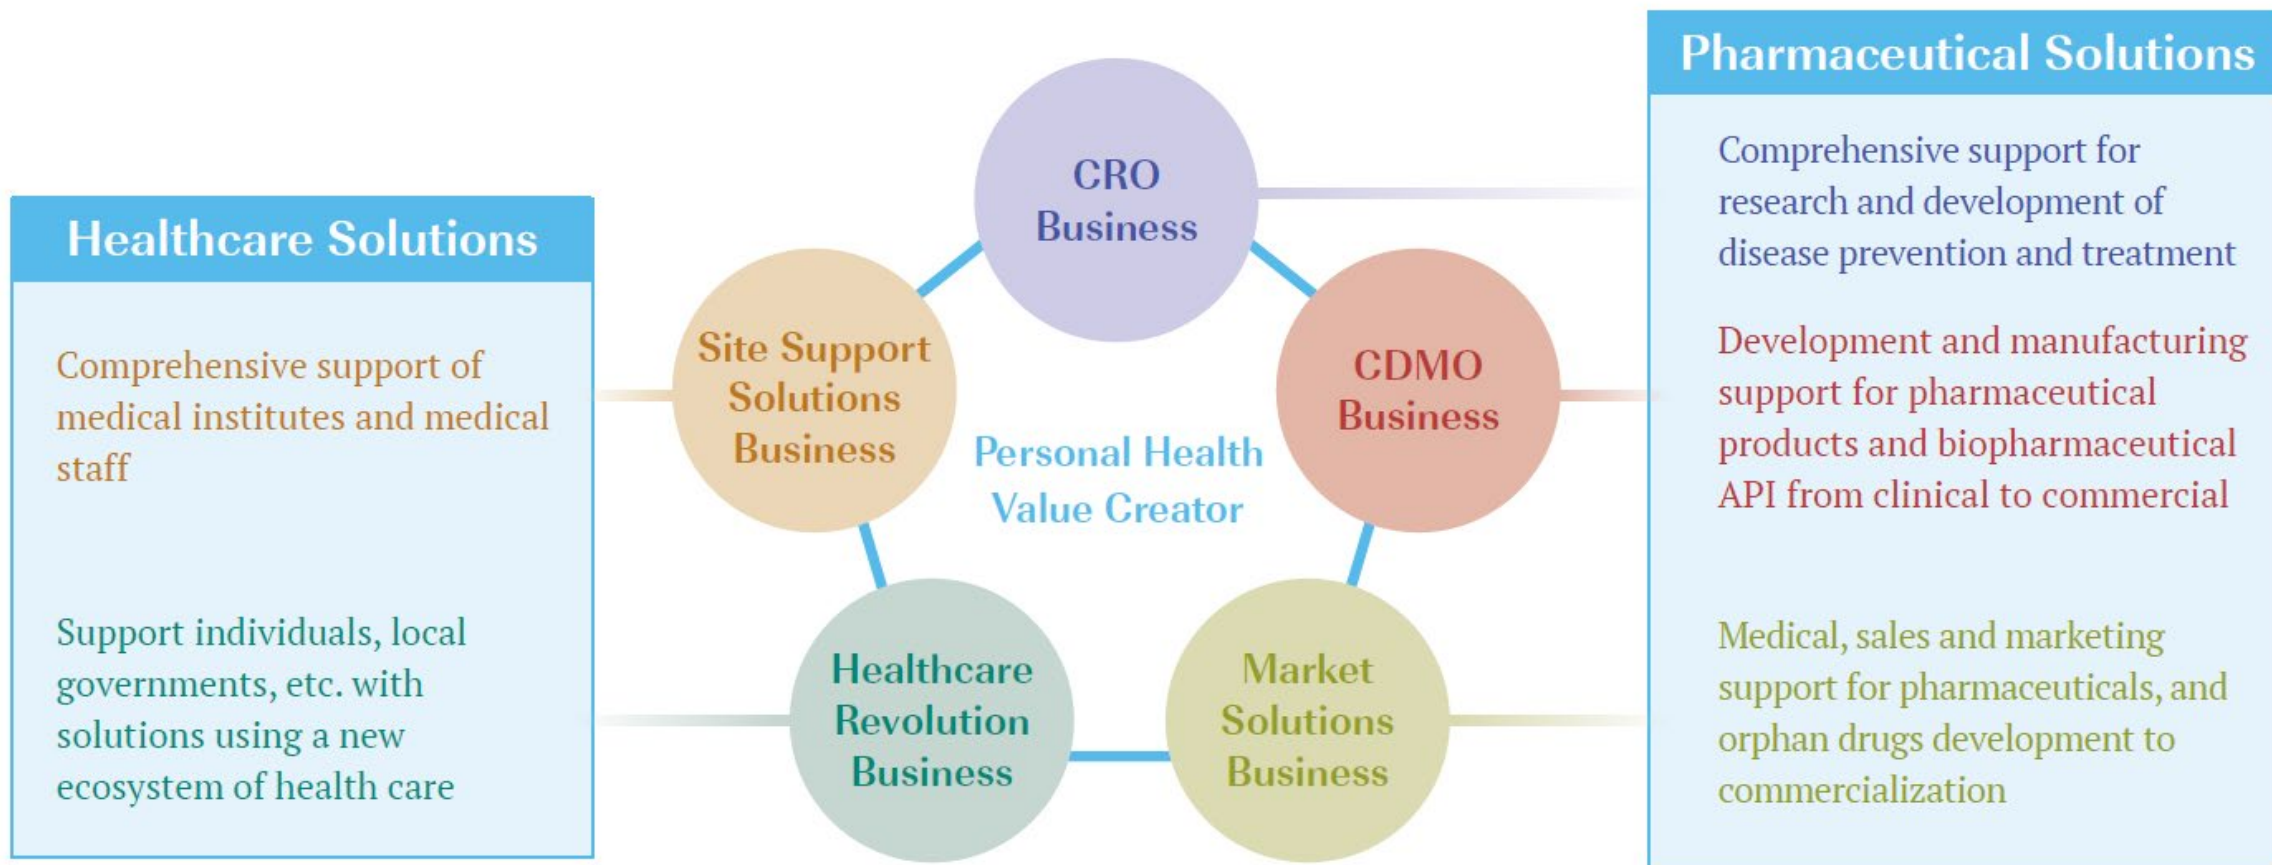 Healthcare Solutions
Comprehensive support of
medical institutes and medical
staff
Support individuals, local
governments, etc. with
solutions using a new
ecosystem of health care
CRO
Business
Site Support
Solutions
Business
CDMO
Business
Personal Health
Value Creator
Healthcare
Revolution
Business
Market
Solutions
Business
Pharmaceutical Solutions
Comprehensive support for
research and development of
disease prevention and treatment
Development and manufacturing
support for pharmaceutical
products and biopharmaceutical
API from clinical to commercial
Medical, sales and marketing
support for pharmaceuticals, and
orphan drugs development to
commercialization